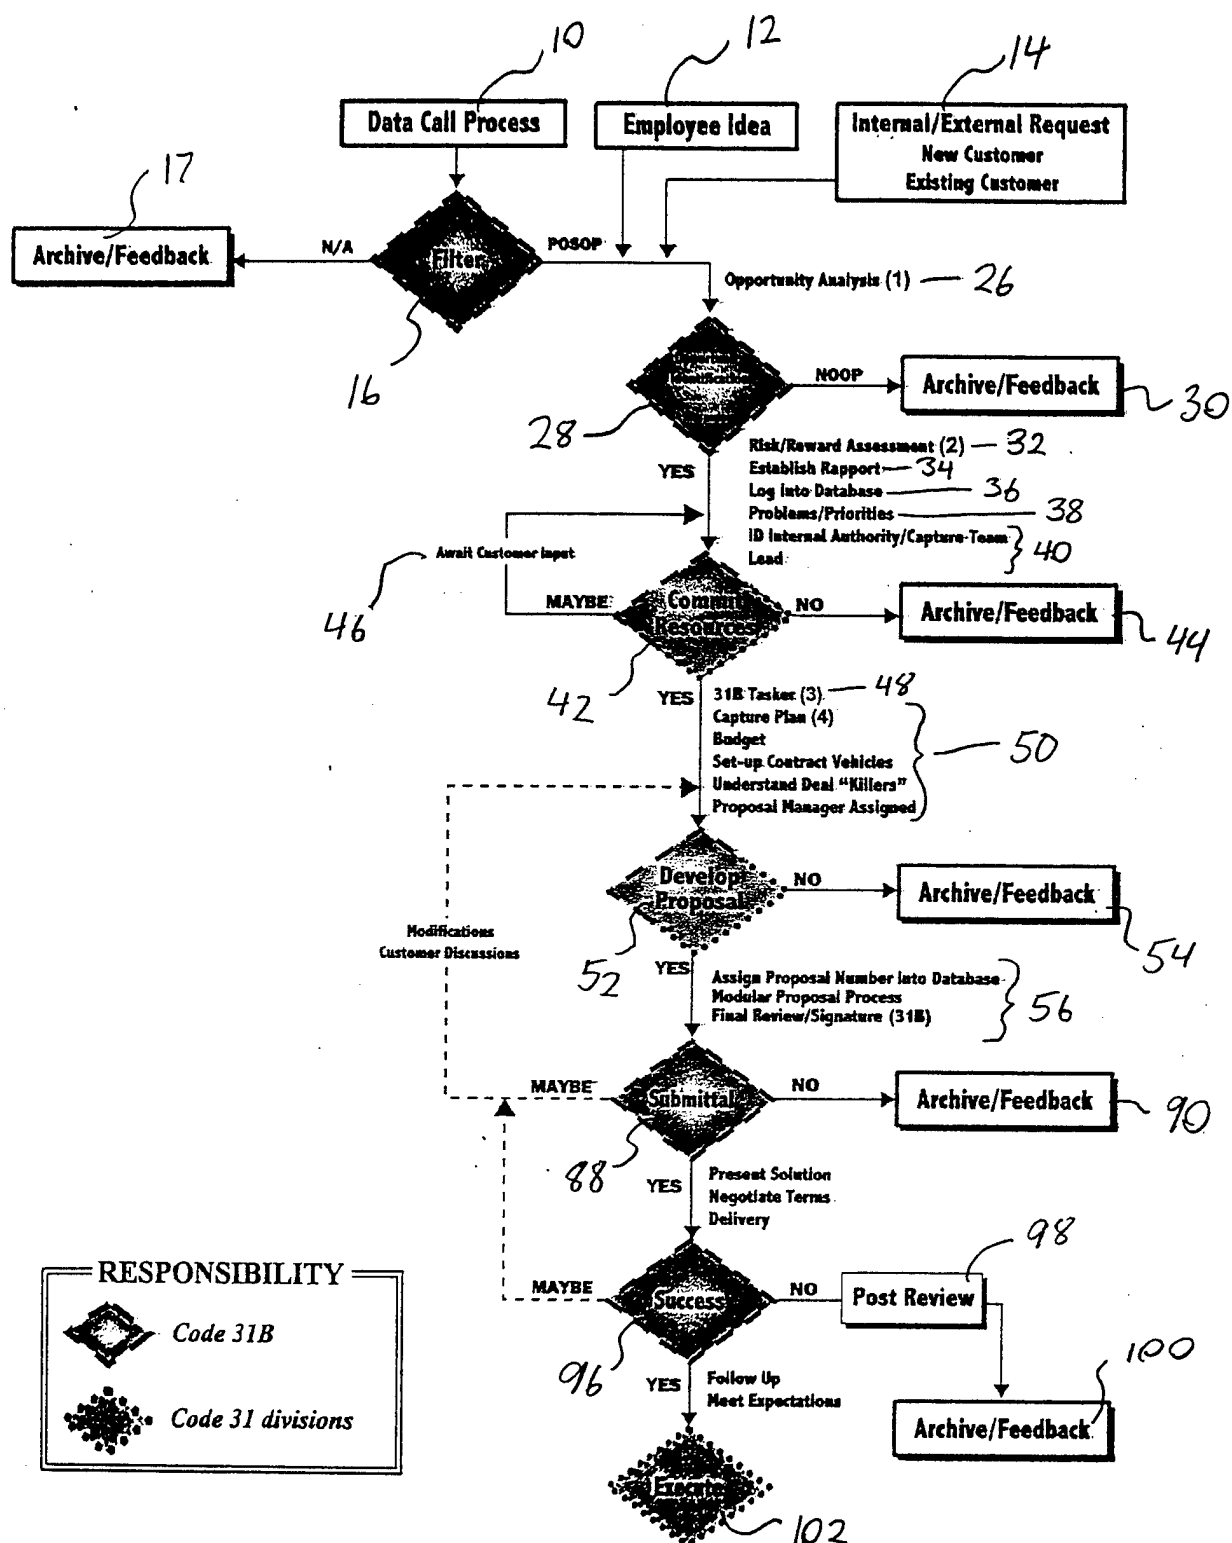 10
12
14
Data Call Process
Employee Idea
Internal/External Request
New Customer
Existing Customer
17
Archive/Feedback
N/A
Filter
POSOP
16
Opportunity Analysis (1)
26
Opportunity
Identification
NOOP
Archive/Feedback
30
28
YES
Risk/Reward Assessment (2)
32
Establish Rapport
34
Log into Database
36
Problems/Priorities
38
ID Internal Authority/Capture Team
Lead
40
Await Customer Input
46
MAYBE
Commit
Resources
NO
Archive/Feedback
44
42
YES
31B Tasker (3)
48
Capture Plan (4)
Budget
Set-up Contract Vehicles
Understand Deal "Killers"
Proposal Manager Assigned
50
Develop
Proposal
NO
Archive/Feedback
54
52
Modifications
Customer Discussions
YES
Assign Proposal Number into Database
Modular Proposal Process
Final Review/Signature (31B)
56
MAYBE
Submittal
NO
Archive/Feedback
90
88
YES
Present Solution
Negotiate Terms
Delivery
MAYBE
Success
NO
Post Review
98
96
YES
Follow Up
Meet Expectations
Archive/Feedback
100
Execute
102
RESPONSIBILITY
Code 31B
Code 31 divisions